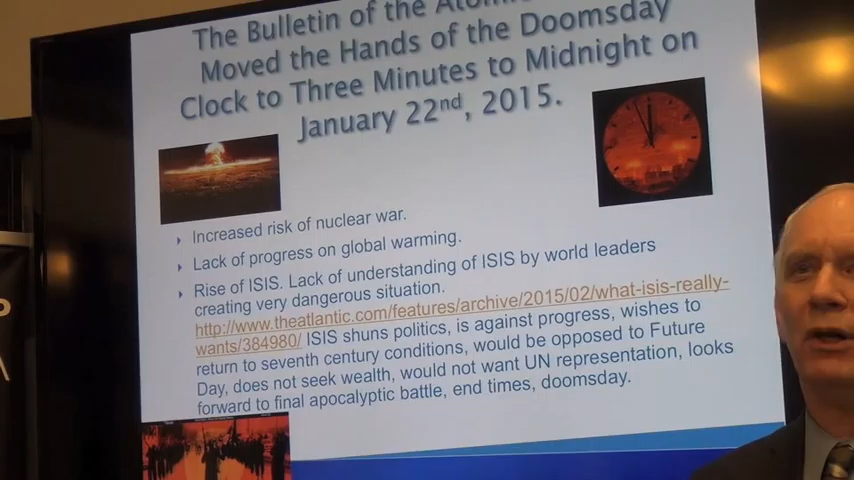 The Bulletin of the
Moved the Hands of the Doomsday
Clock to Three Minutes to Midnight on
January 22nd, 2015.
Increased risk of nuclear war.
Lack of progress on global warming.
Rise of ISIS. Lack of understanding of ISIS by world leaders
creating very dangerous situation.
http://www.theatlantic.com/features/archive/2015/02/what-isis-really-
wants/384980/ ISIS shuns politics, is against progress, wishes to
return to seventh century conditions, would be opposed to Future
Day, does not seek wealth, would not want UN representation, looks
forward to final apocalyptic battle, end times, doomsday.